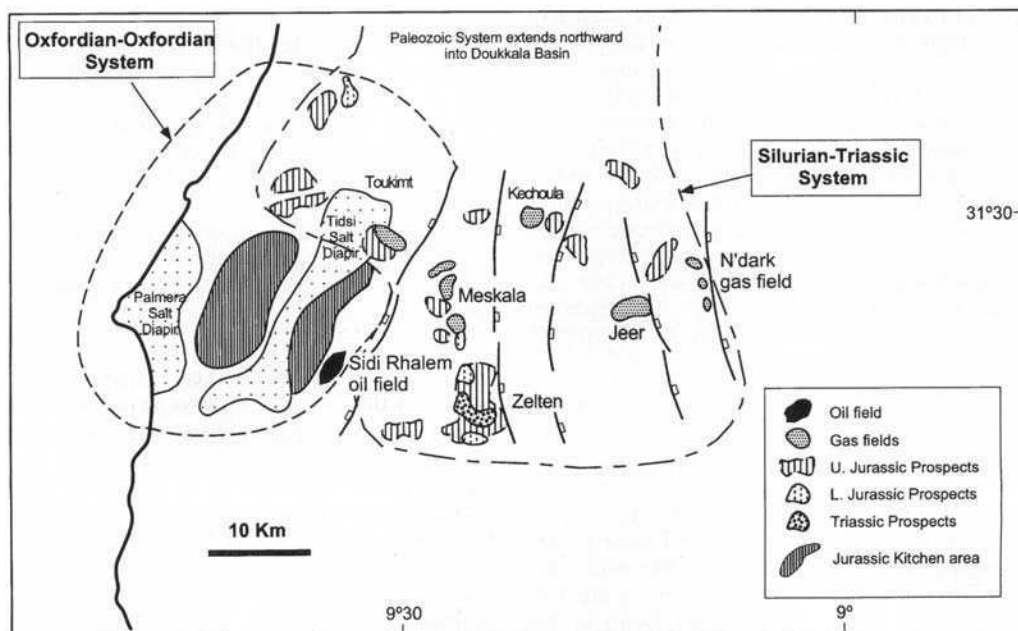 Oxfordian-Oxfordian
System
Paleozoic System extends northward
into Doukkala Basin
Silurian-Triassic
System
Toukimt
Kechoula
31°30
Tidsi
Salt
Diapir
N'dark
gas field
Palmera
Salt
Diapir
Meskala
Jeer
Sidi Rhalem
oil field
Zelten
Oil field
Gas fields
U. Jurassic Prospects
L. Jurassic Prospects
Triassic Prospects
Jurassic Kitchen area
10 Km
9°30
9°